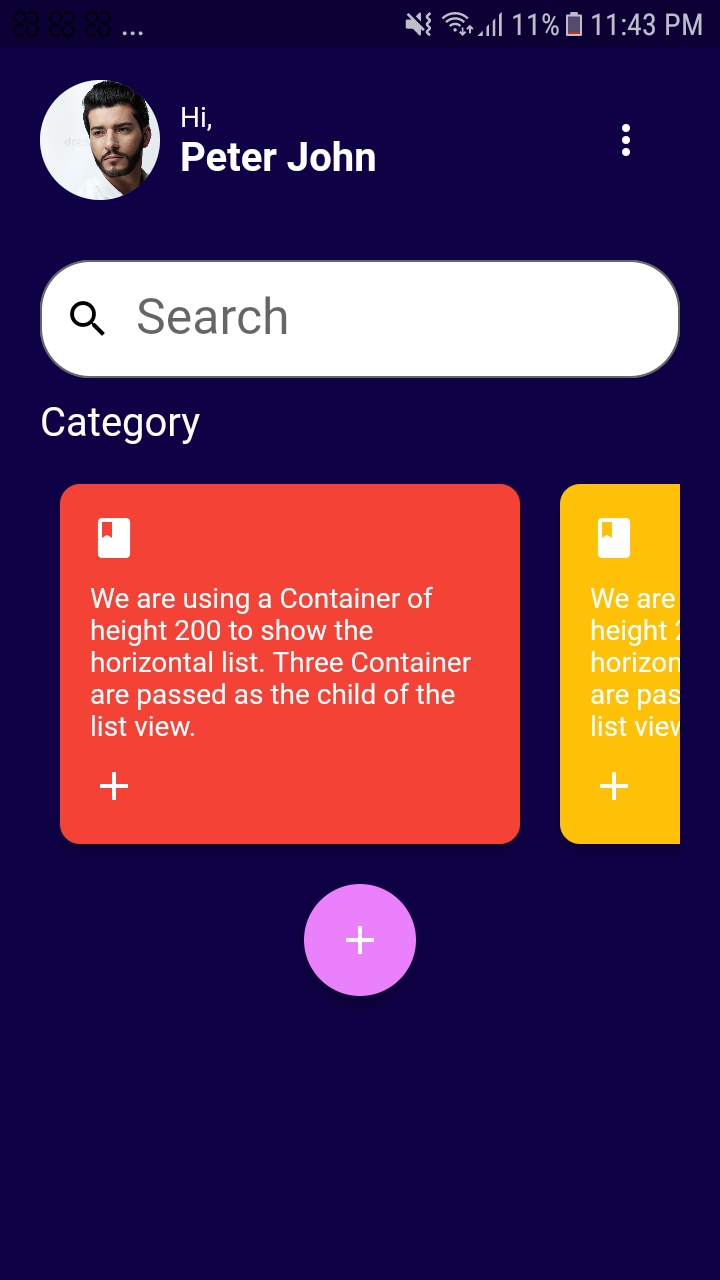 ... 11% 11:43 PM
Hi,
Peter John
Search
Category
We are using a Container of
height 200 to show the
horizontal list. Three Container
are passed as the child of the
list view.
We are
height
horizon
are pas
list view